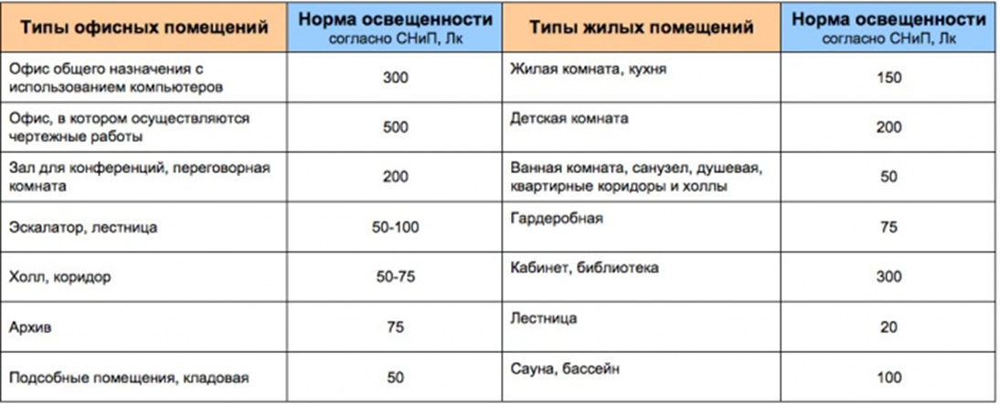 Типы офисных помещений
Норма освещенности
согласно СНиП, Лк
Типы жилых помещений
Норма освещенности
согласно СНиП, Лк
Офис общего назначения с
использованием компьютеров
300
Жилая комната, кухня
150
Офис, в котором осуществляются
чертежные работы
500
Детская комната
200
Зал для конференций, переговорная
комната
200
Ванная комната, санузел, душевая,
квартирные коридоры и холлы
50
Эскалатор, лестница
50-100
Гардеробная
75
Холл, коридор
50-75
Кабинет, библиотека
300
Архив
75
Лестница
20
Подсобные помещения, кладовая
50
Сауна, бассейн
100